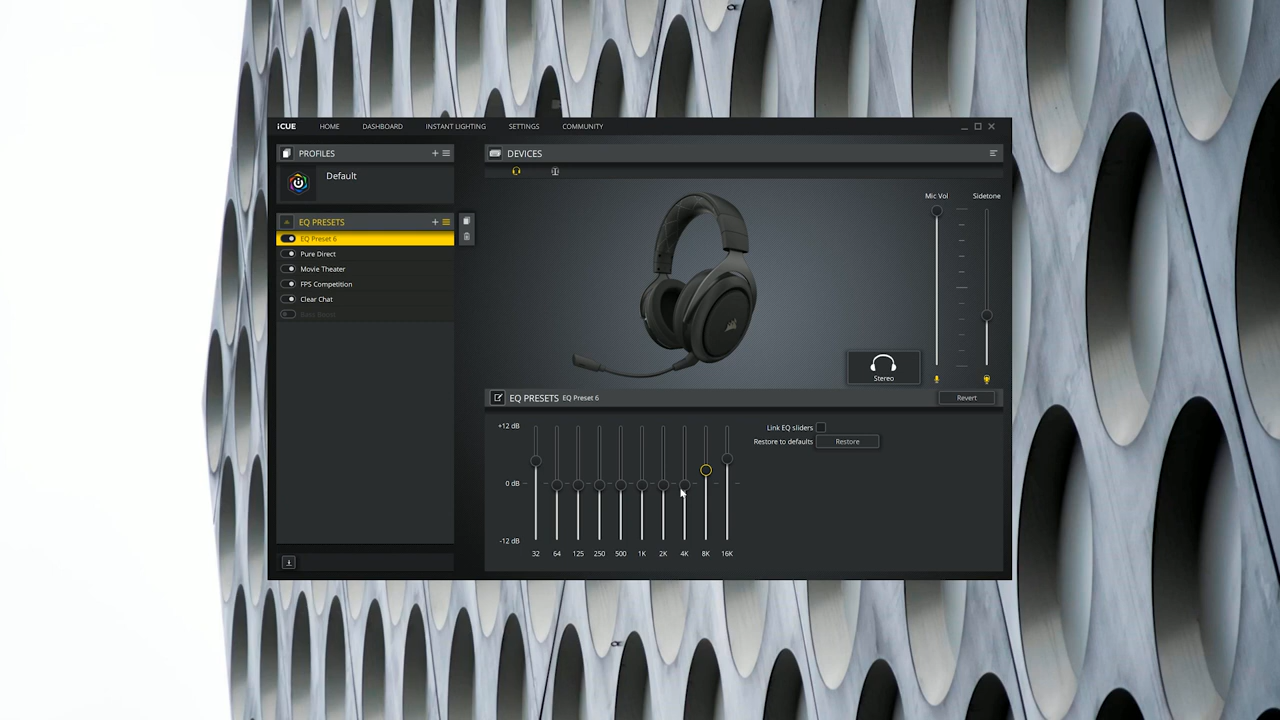 iCUE HOME DASHBOARD INSTANT LIGHTING SETTINGS COMMUNITY
PROFILES
Default
EQ PRESETS
EQ Preset 6
Pure Direct
Movie Theater
FPS Competition
Clear Chat
DEVICES
Mic Vol Sidetone
Stereo
EQ PRESETS EQ Preset 6 Revert
+12 dB
0 dB
-12 dB
32 64 125 250 500 1K 2K 4K 8K 16K
Link EQ sliders
Restore to defaults Restore